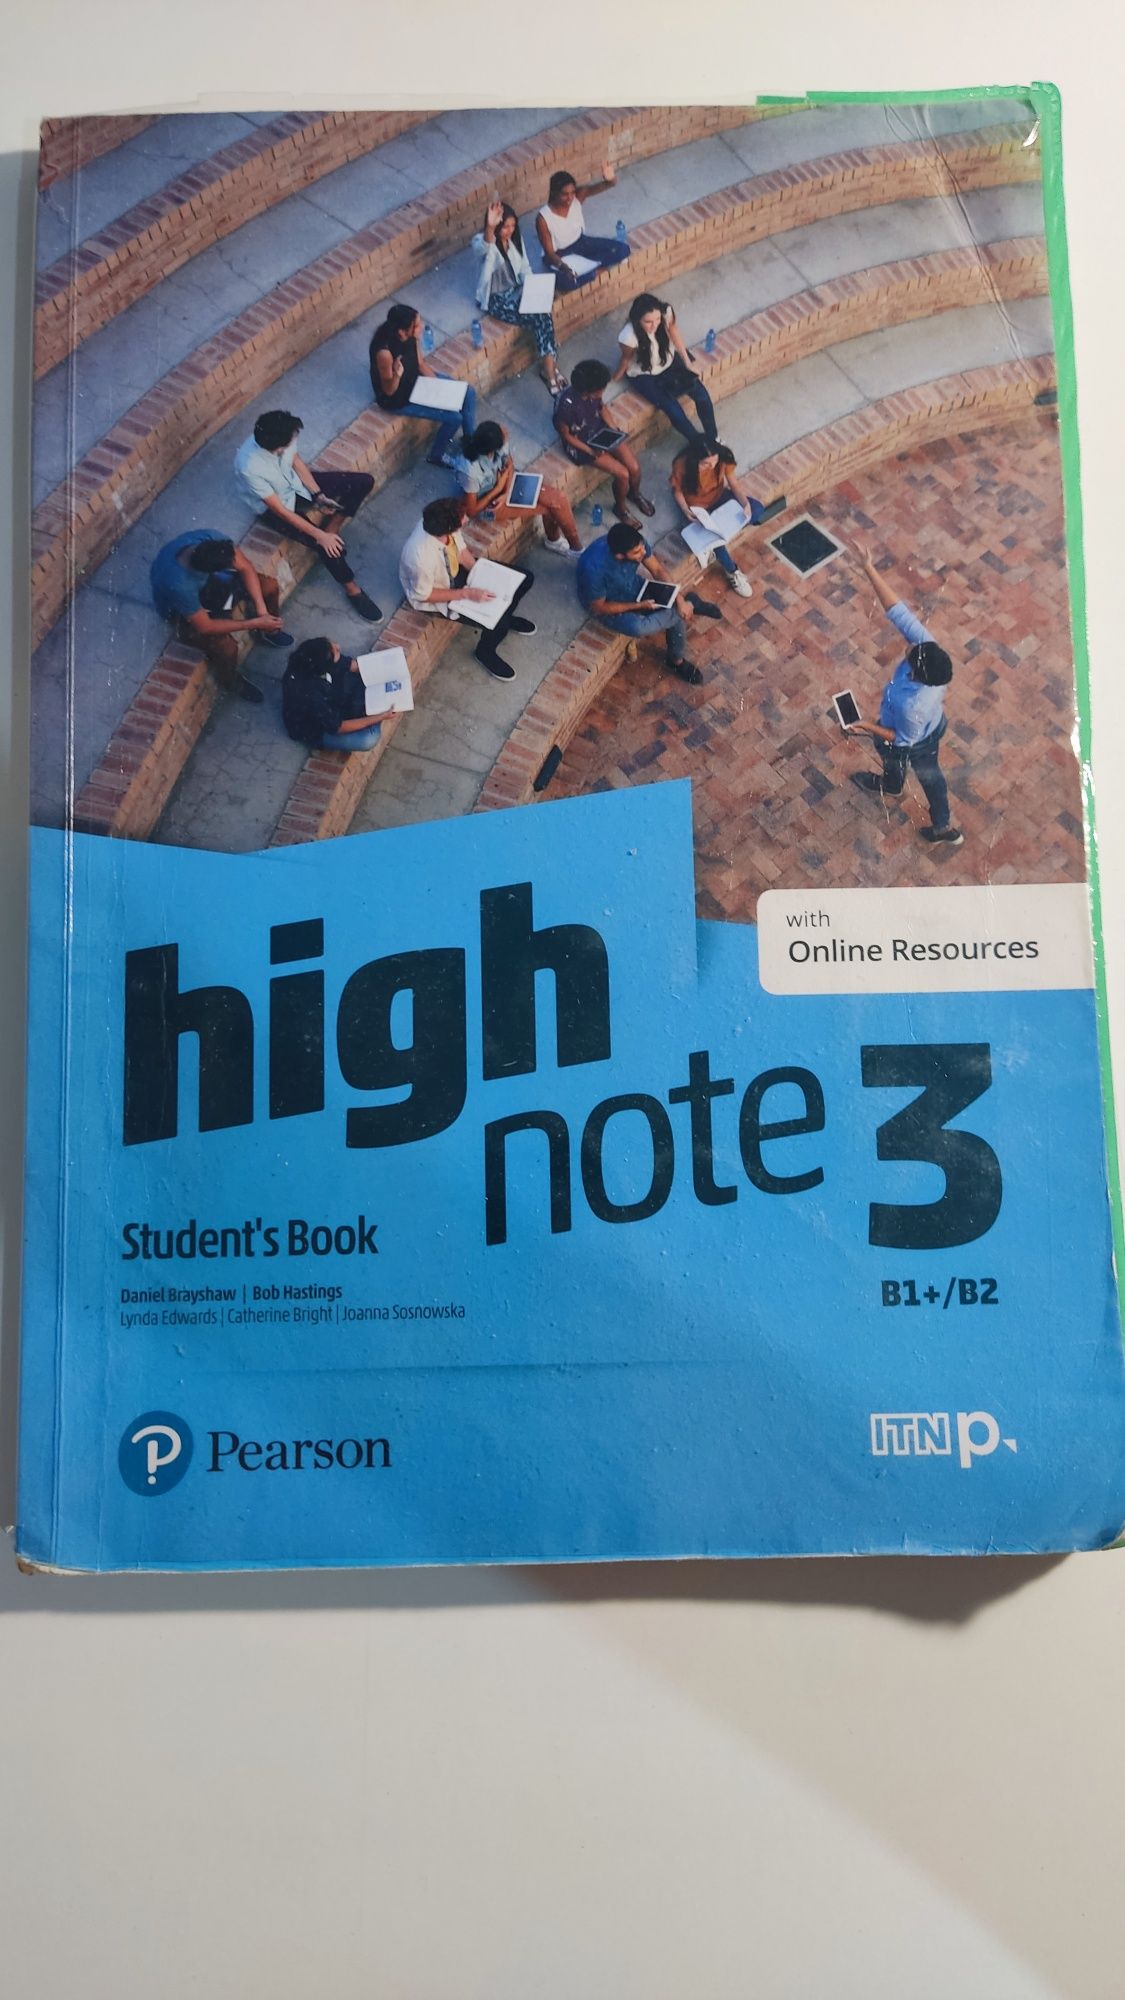 with
Online Resources
high
note 3
Student's Book
B1+/B2
Daniel Brayshaw | Bob Hastings
Lynda Edwards | Catherine Bright | Joanna Sosnowska
Pearson
ITN p.